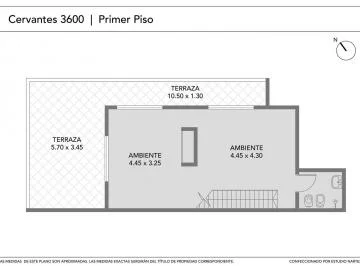 Cervantes 3600 | Primer Piso
N
TERRAZA
10.50 x 1.30
TERRAZA
5.70 x 3.45
AMBIENTE
4.45 x 3.25
AMBIENTE
4.45 x 4.30
AS MEDIDAS DE ESTE PLANO SON APROXIMADAS. LAS MEDIDAS EXACTAS SURGIRÁN DEL TÍTULO DE PROPIEDAD CORRESPONDIENTE.
CONFECCIONADO POR ESTUDIO